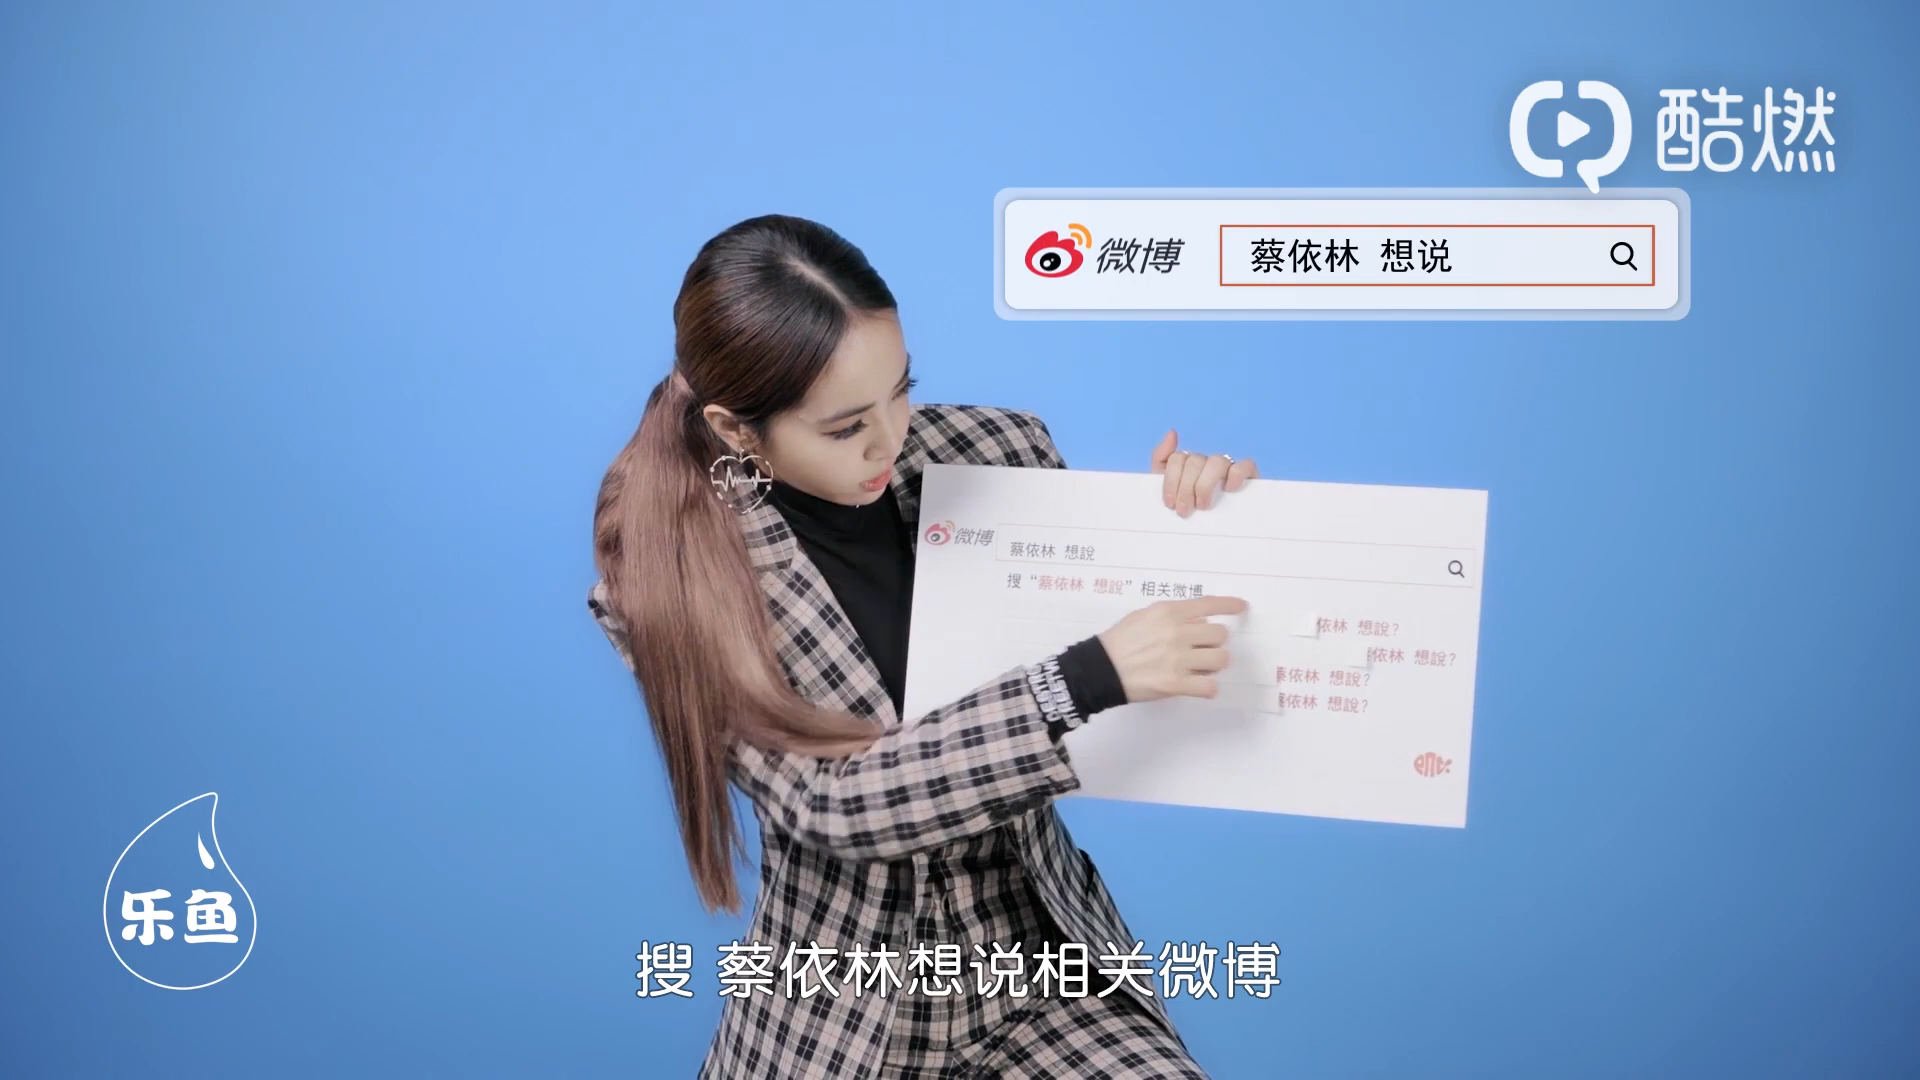 酷燃
微博 蔡依林 想说
微博 蔡依林 想說
搜“蔡依林 想說”相关微博
依林 想說?
依林 想說?
蔡依林 想說?
蔡依林 想說?
乐鱼
搜 蔡依林想说相关微博